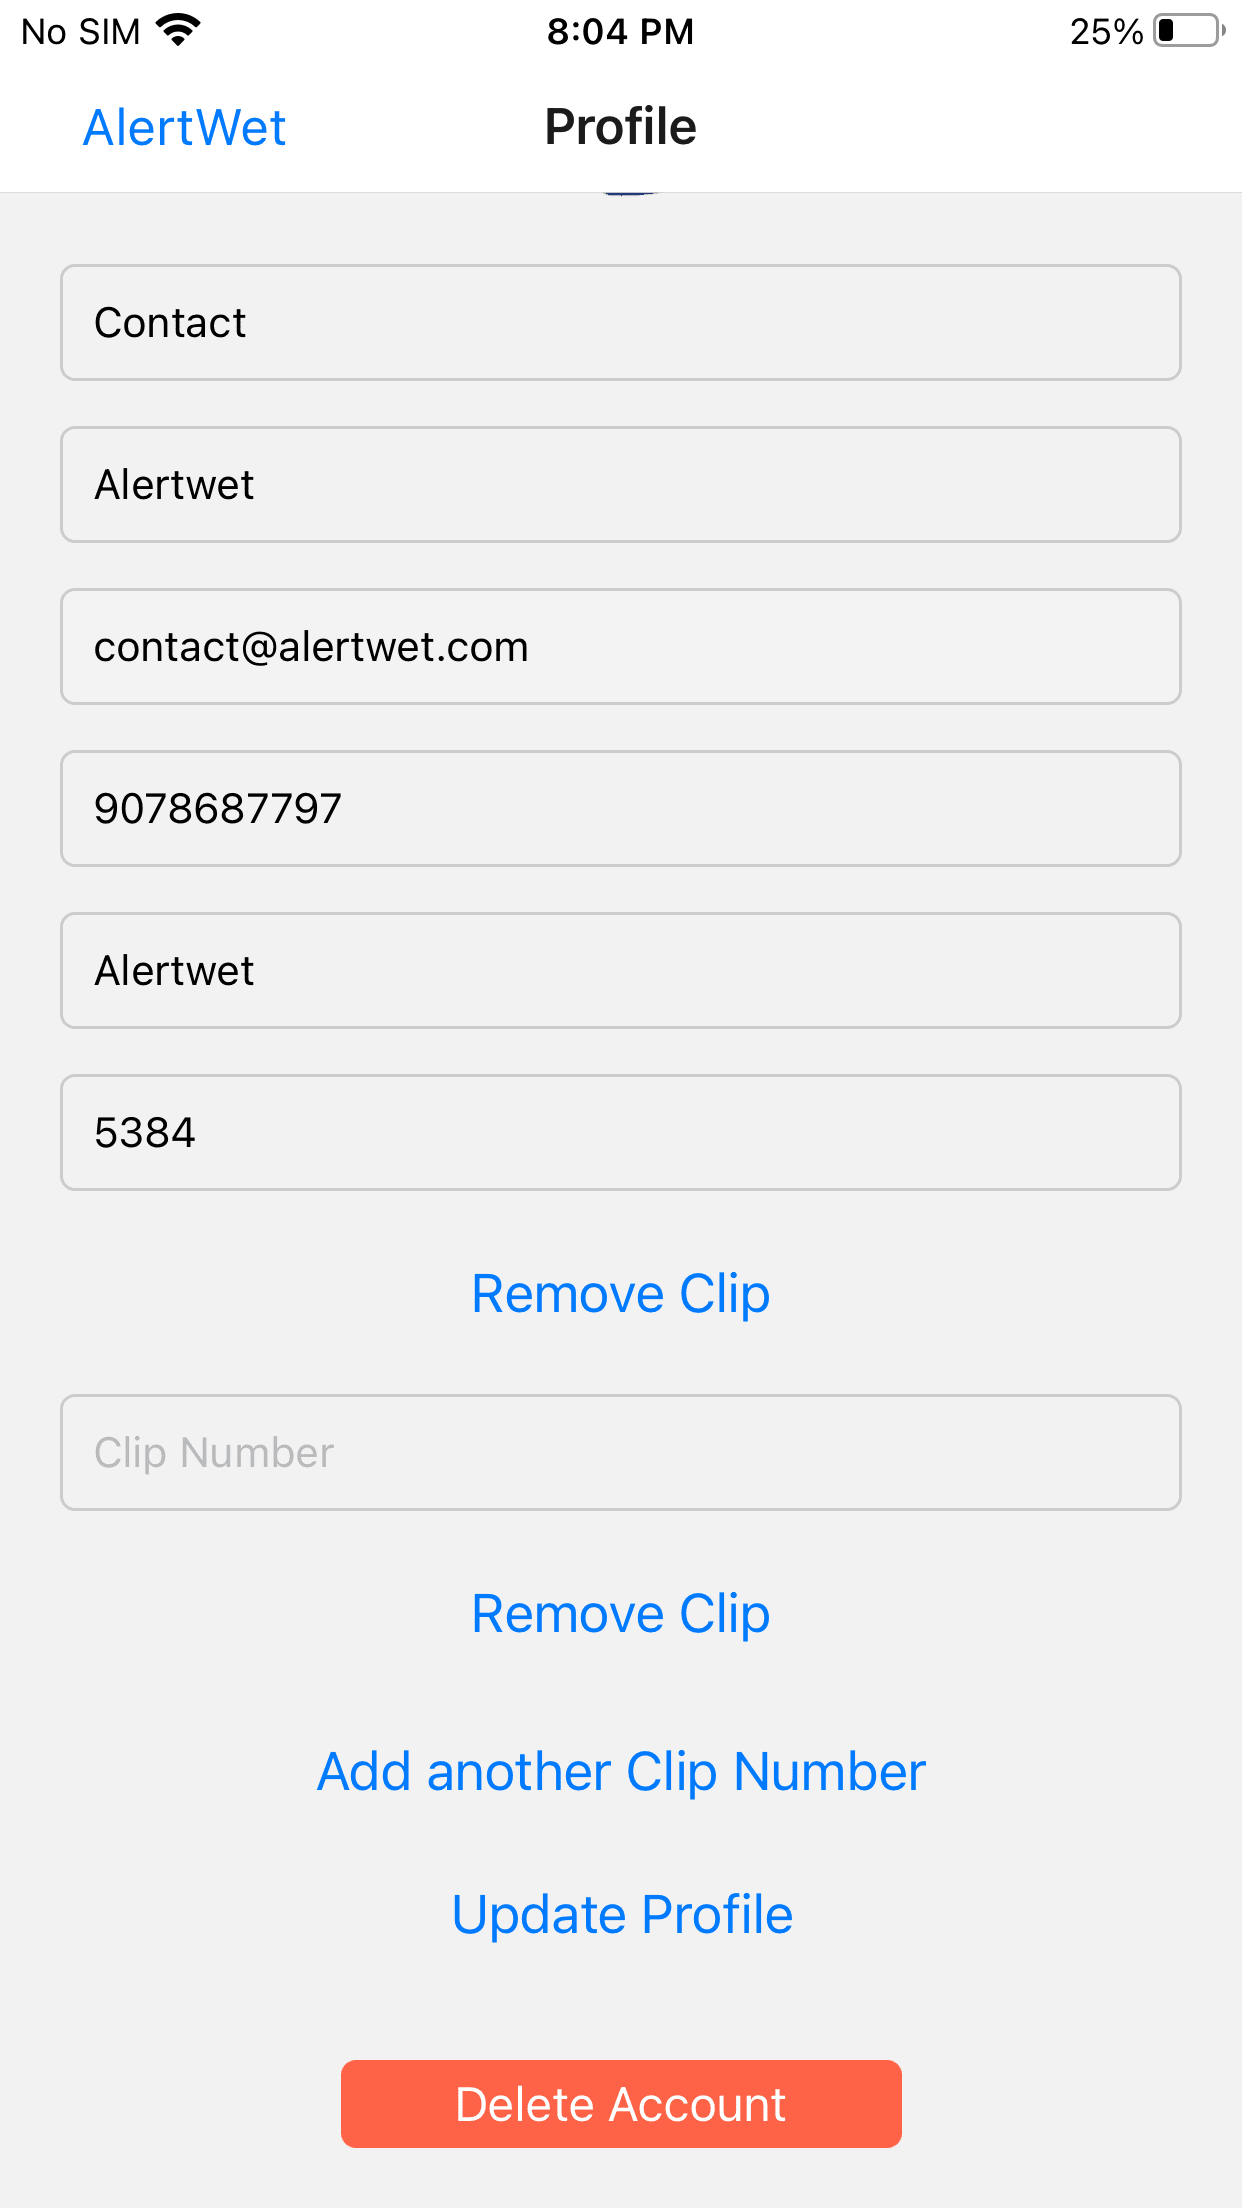 No SIM 8:04 PM 25%
AlertWet Profile
Contact
Alertwet
contact@alertwet.com
9078687797
Alertwet
5384
Remove Clip
Clip Number
Remove Clip
Add another Clip Number
Update Profile
Delete Account